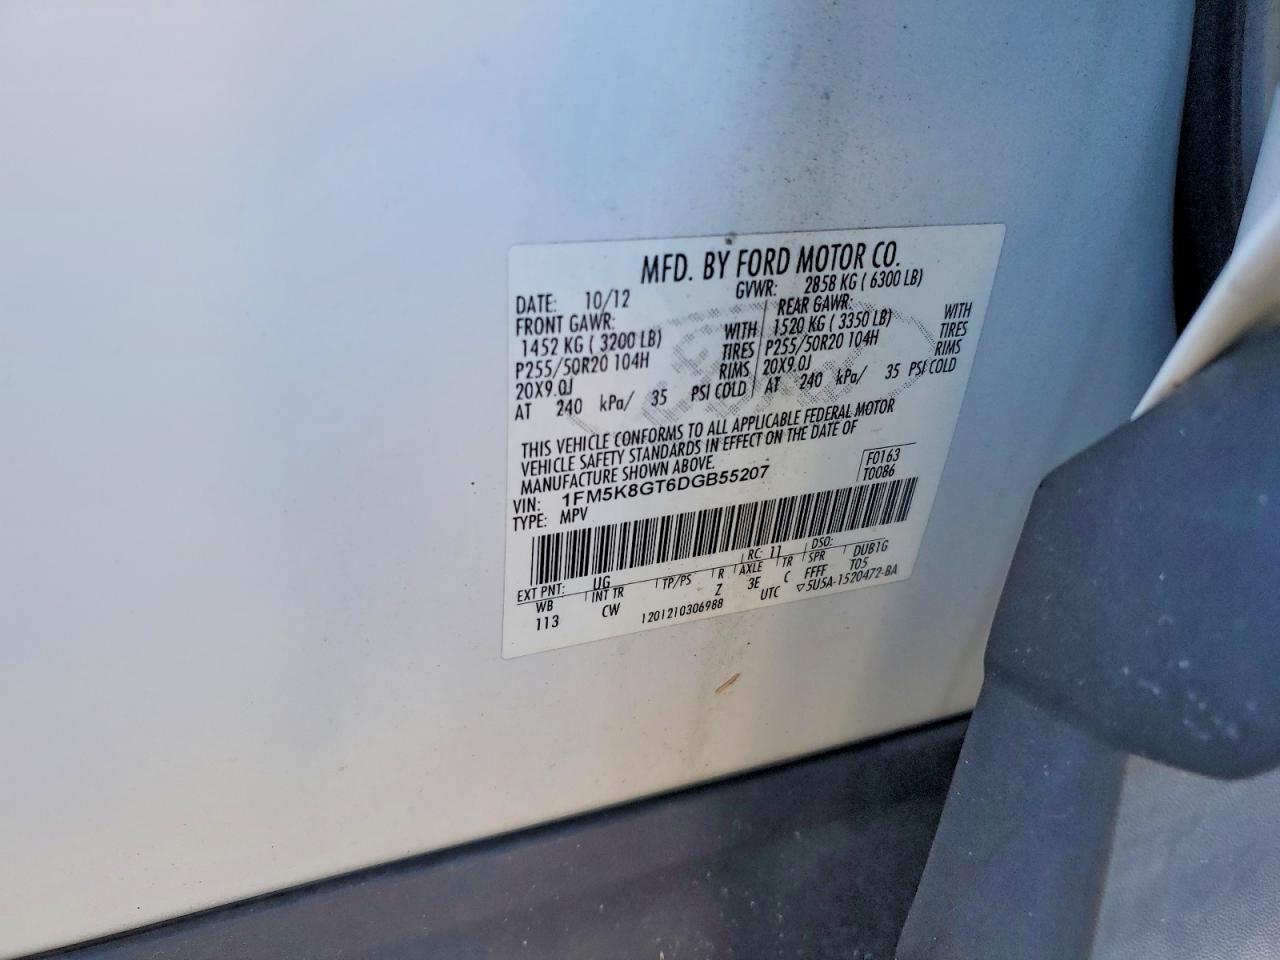 MFD. BY FORD MOTOR CO.
DATE: 10/12 GVWR: 2858 KG ( 6300 LB)
FRONT GAWR: REAR GAWR:
1452 KG ( 3200 LB) WITH 1520 KG ( 3350 LB) WITH
P255/50R20 104H TIRES P255/50R20 104H TIRES
20X9.0J RIMS 20X9.0J RIMS
AT 240 kPa/ 35 PSI COLD AT 240 kPa/ 35 PSI COLD
THIS VEHICLE CONFORMS TO ALL APPLICABLE FEDERAL MOTOR
VEHICLE SAFETY STANDARDS IN EFFECT ON THE DATE OF
MANUFACTURE SHOWN ABOVE.
F0163
VIN: 1FM5K8GT6DGB55207 T0086
TYPE: MPV
EXT PNT: UG RC: 11 DSO:
WB INT TR TP/PS R AXLE TR SPR DUB1G
113 CW Z 3E C FFFF T05
1201210306988 UTC ▽5U5A-1520472-BA